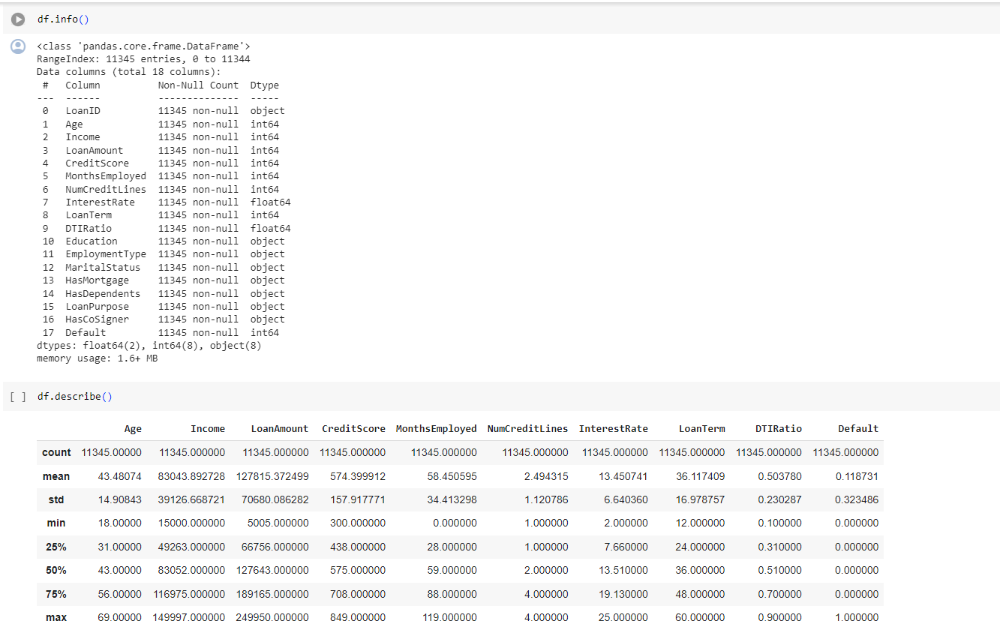 df.info()
<class 'pandas.core.frame.DataFrame'>
RangeIndex: 11345 entries, 0 to 11344
Data columns (total 18 columns):
 #   Column          Non-Null Count  Dtype
---  ------          --------------  -----
 0   LoanID          11345 non-null  object
 1   Age             11345 non-null  int64
 2   Income          11345 non-null  int64
 3   LoanAmount      11345 non-null  int64
 4   CreditScore     11345 non-null  int64
 5   MonthsEmployed  11345 non-null  int64
 6   NumCreditLines  11345 non-null  int64
 7   InterestRate    11345 non-null  float64
 8   LoanTerm        11345 non-null  int64
 9   DTIRatio        11345 non-null  float64
 10  Education       11345 non-null  object
 11  EmploymentType  11345 non-null  object
 12  MaritalStatus   11345 non-null  object
 13  HasMortgage     11345 non-null  object
 14  HasDependents   11345 non-null  object
 15  LoanPurpose     11345 non-null  object
 16  HasCoSigner     11345 non-null  object
 17  Default         11345 non-null  int64
dtypes: float64(2), int64(8), object(8)
memory usage: 1.6+ MB
[ ] df.describe()
Age Income LoanAmount CreditScore MonthsEmployed NumCreditLines InterestRate LoanTerm DTIRatio Default
count 11345.00000 11345.000000 11345.000000 11345.000000 11345.000000 11345.000000 11345.000000 11345.000000 11345.000000 11345.000000
mean 43.48074 83043.892728 127815.372499 574.399912 58.450595 2.494315 13.450741 36.117409 0.503780 0.118731
std 14.90843 39126.668721 70680.086282 157.917771 34.413298 1.120786 6.640360 16.978757 0.230287 0.323486
min 18.00000 15000.000000 5005.000000 300.000000 0.000000 1.000000 2.000000 12.000000 0.100000 0.000000
25% 31.00000 49263.000000 66756.000000 438.000000 28.000000 1.000000 7.660000 24.000000 0.310000 0.000000
50% 43.00000 83052.000000 127643.000000 575.000000 59.000000 2.000000 13.510000 36.000000 0.510000 0.000000
75% 56.00000 116975.000000 189165.000000 708.000000 88.000000 4.000000 19.130000 48.000000 0.700000 0.000000
max 69.00000 149997.000000 249950.000000 849.000000 119.000000 4.000000 25.000000 60.000000 0.900000 1.000000